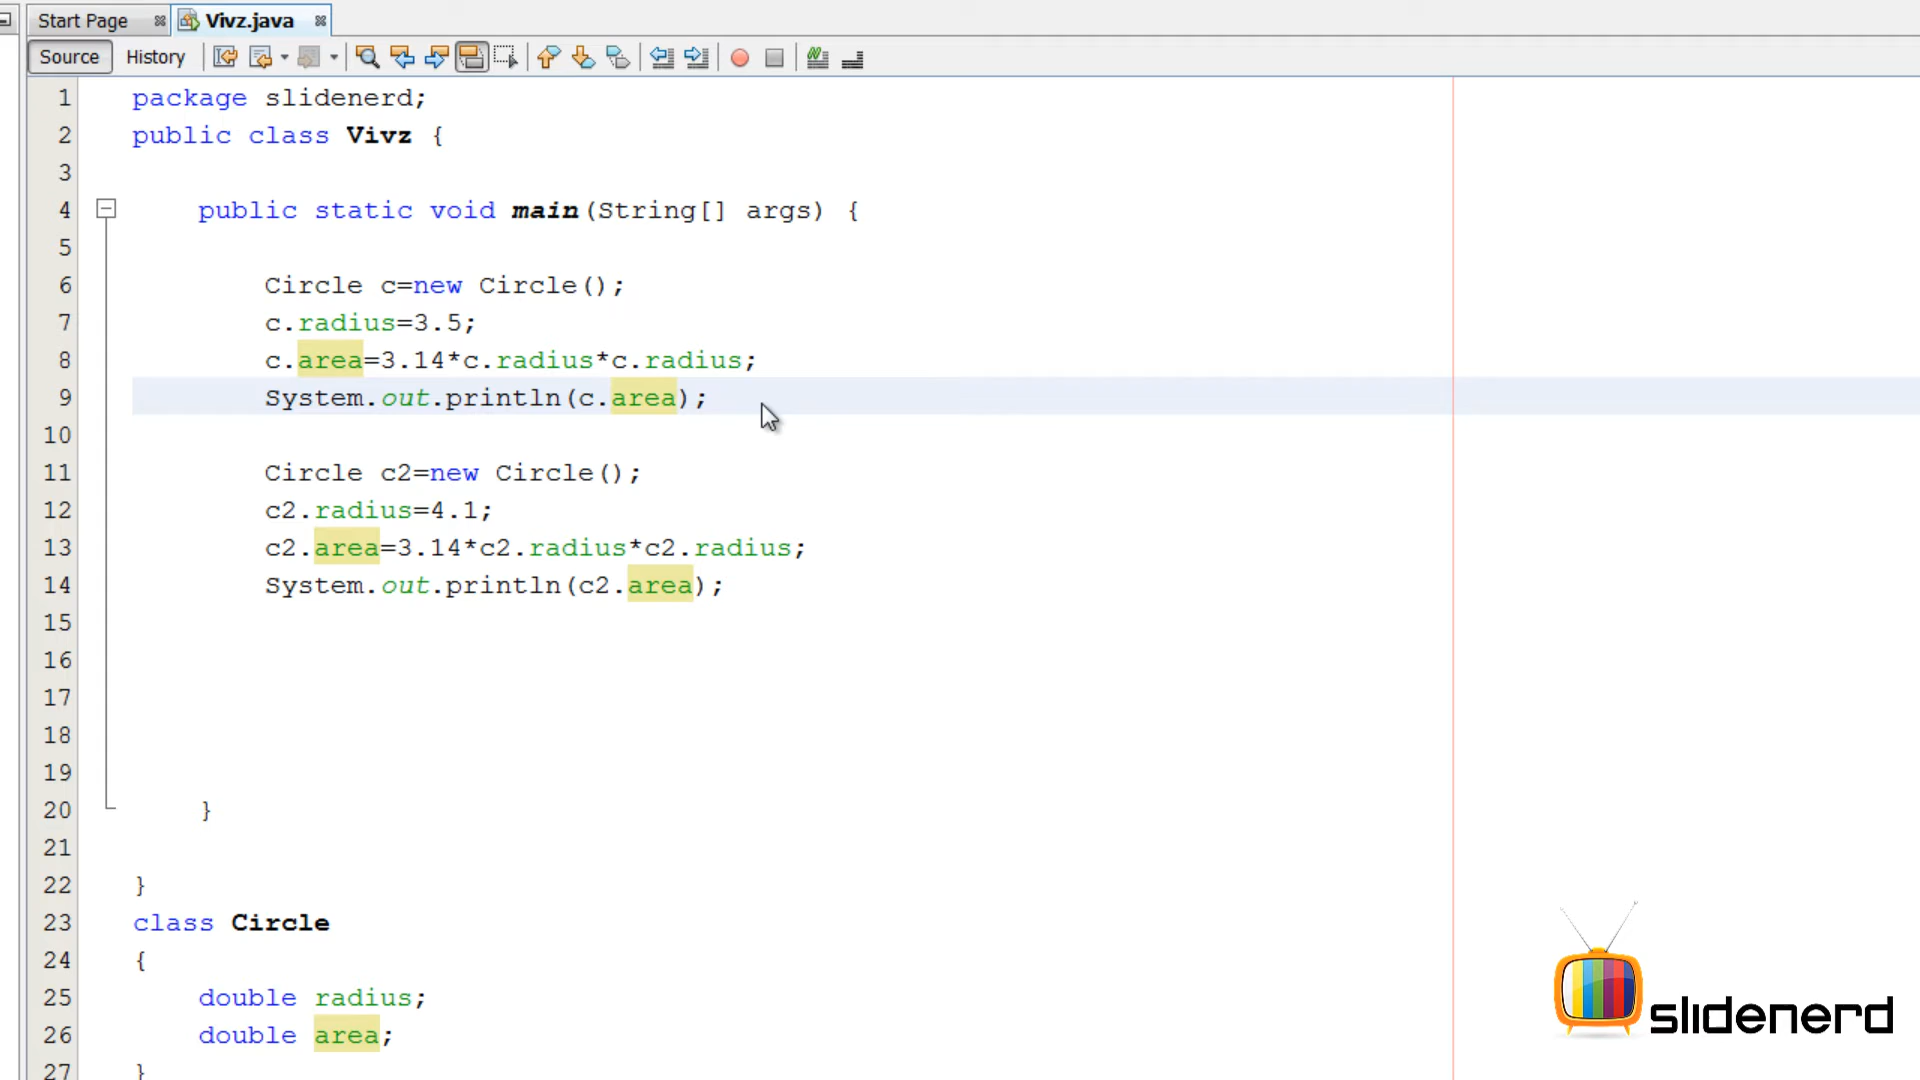 Start Page
Vivz.java
Source
History
1 package slidenerd;
2 public class Vivz {
3
4 public static void main(String[] args) {
5
6 Circle c=new Circle();
7 c.radius=3.5;
8 c.area=3.14*c.radius*c.radius;
9 System.out.println(c.area);
10
11 Circle c2=new Circle();
12 c2.radius=4.1;
13 c2.area=3.14*c2.radius*c2.radius;
14 System.out.println(c2.area);
15
16
17
18
19
20 }
21
22 }
23 class Circle
24 {
25 double radius;
26 double area;
27 }
slidenerd